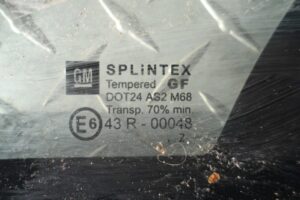 GM
SPLiNTEX
Tempered GF
DOT24 AS2 M68
Transp. 70% min
E6 43 R - 00048
Z